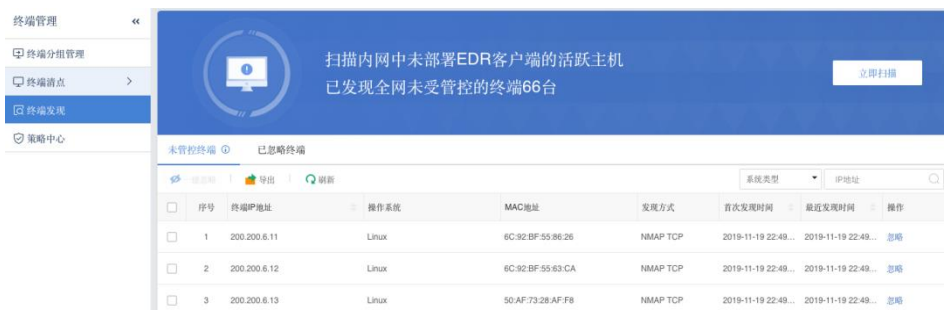 终端管理 «
终端分组管理
终端清点 >
终端发现
策略中心
扫描内网中未部署EDR客户端的活跃主机
已发现全网未受管控的终端66台
立即扫描
未管控终端 已忽略终端
导出 刷新 系统类型 IP地址
序号 终端IP地址 操作系统 MAC地址 发现方式 首次发现时间 最近发现时间 操作
1 200.200.6.11 Linux 6C:92:BF:55:86:26 NMAP TCP 2019-11-19 22:49... 2019-11-19 22:49... 忽略
2 200.200.6.12 Linux 6C:92:BF:55:63:CA NMAP TCP 2019-11-19 22:49... 2019-11-19 22:49... 忽略
3 200.200.6.13 Linux 50:AF:73:28:AF:F8 NMAP TCP 2019-11-19 22:49... 2019-11-19 22:49... 忽略